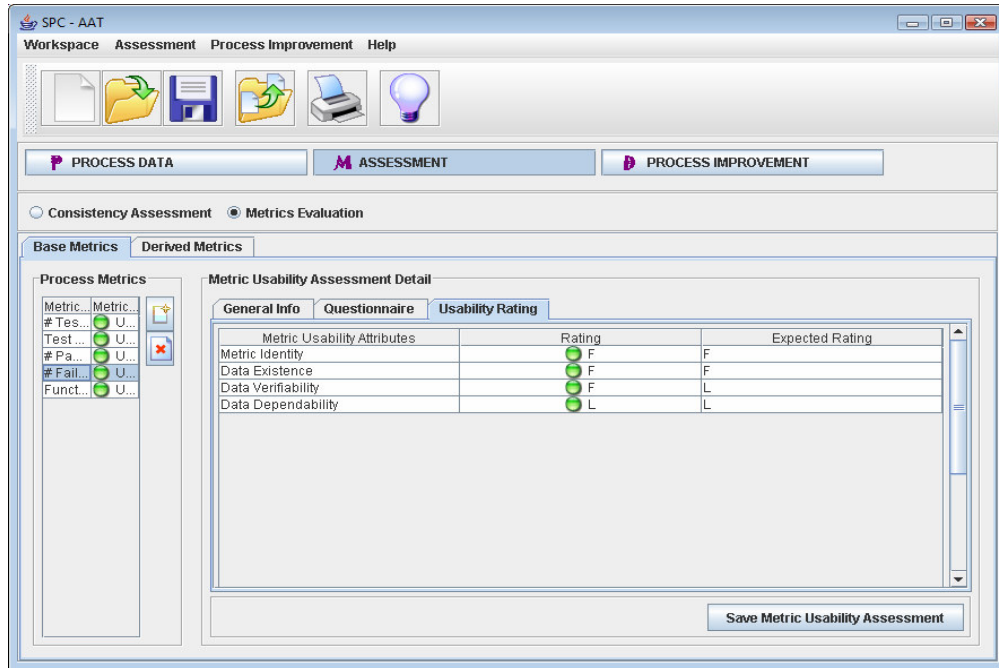 SPC - AAT
Workspace Assessment Process Improvement Help
P PROCESS DATA M ASSESSMENT D PROCESS IMPROVEMENT
Consistency Assessment Metrics Evaluation
Base Metrics Derived Metrics
Process Metrics
Metric... Metric...
# Tes... U...
Test ... U...
# Pa... U...
# Fail... U...
Funct... U...
Metric Usability Assessment Detail
General Info Questionnaire Usability Rating
Metric Usability Attributes Rating Expected Rating
Metric Identity F F
Data Existence F F
Data Verifiability F L
Data Dependability L L
Save Metric Usability Assessment